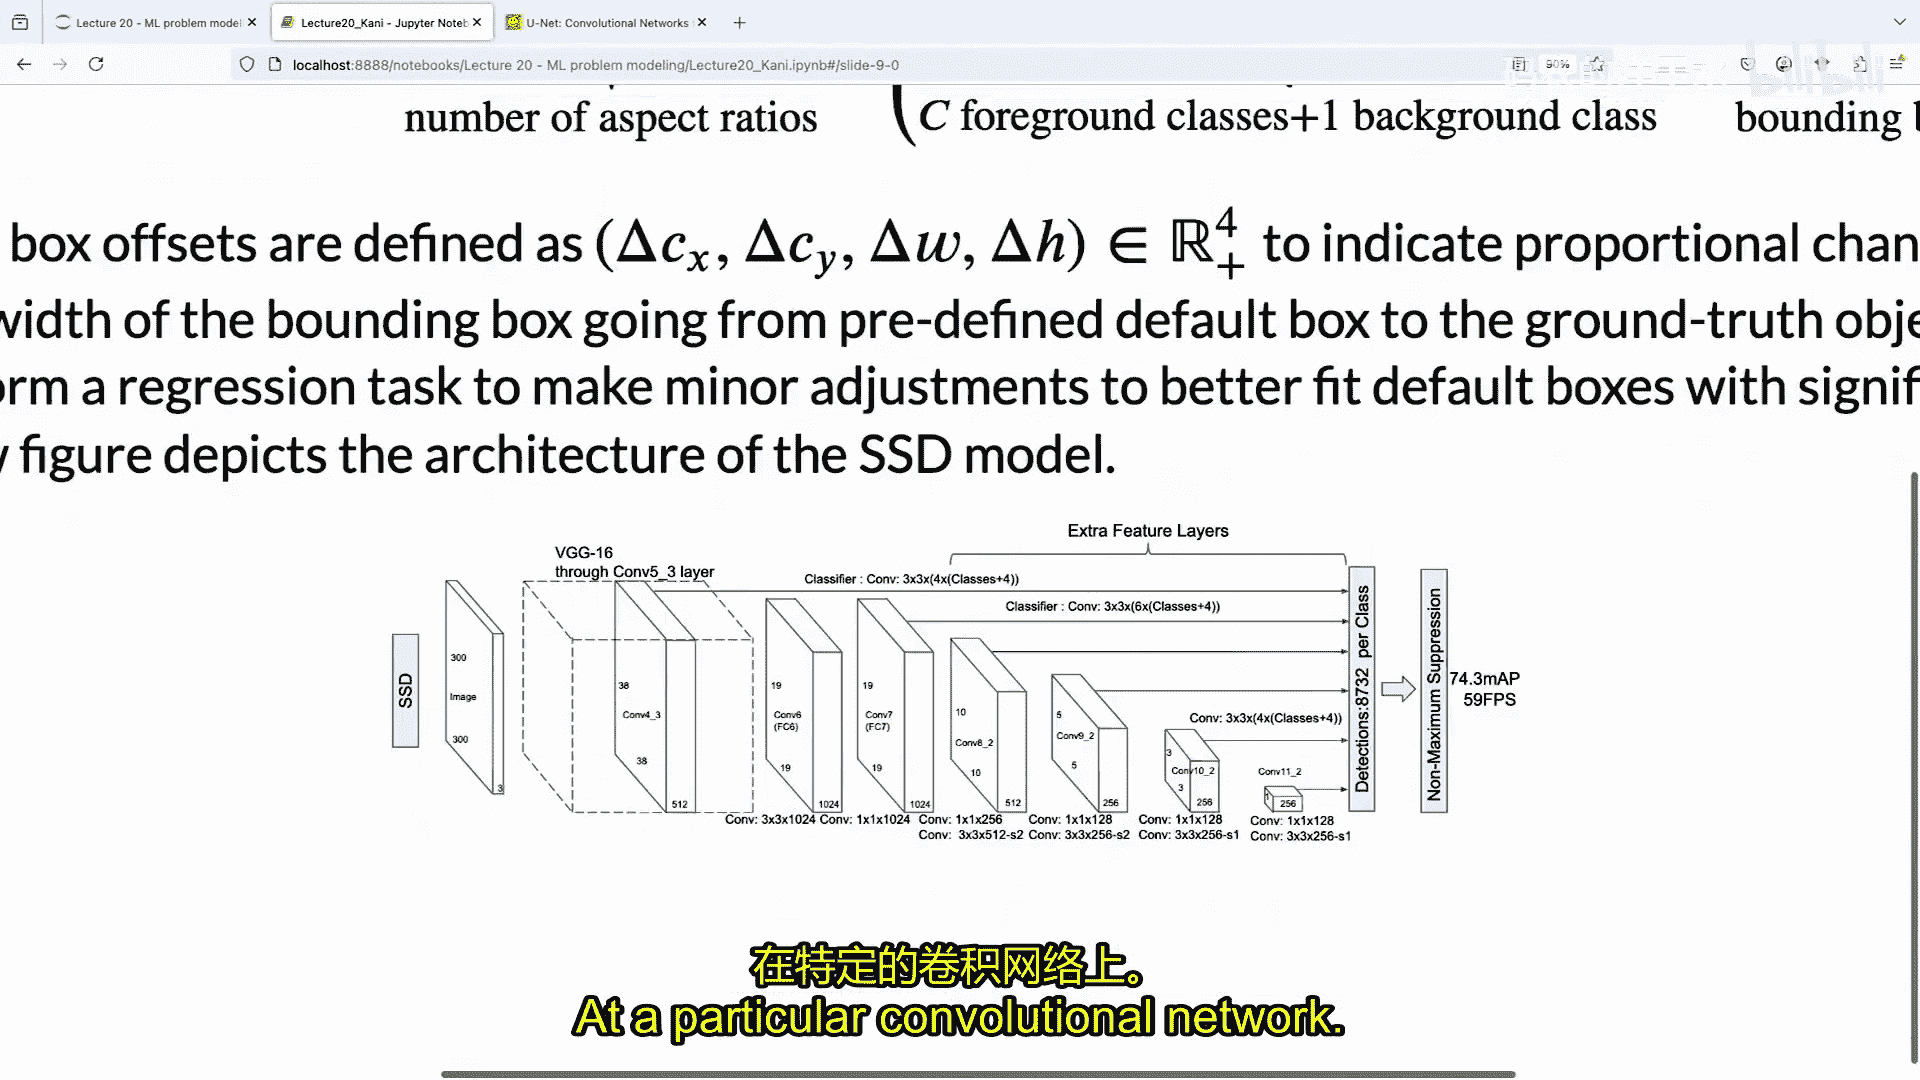 Lecture 20 - ML problem model
Lecture20_Kani - Jupyter Noteb
U-Net: Convolutional Networks
localhost:8888/notebooks/Lecture 20 - ML problem modeling/Lecture20_Kani.ipynb#/slide-9-0
90%
number of aspect ratios
(C foreground classes+1 background class
bounding
box offsets are defined as (Δc_x, Δc_y, Δw, Δh) ∈ ℝ_+^4 to indicate proportional chan
width of the bounding box going from pre-defined default box to the ground-truth obje
orm a regression task to make minor adjustments to better fit default boxes with signif
figure depicts the architecture of the SSD model.
Extra Feature Layers
VGG-16
through Conv5_3 layer
Classifier : Conv: 3x3x(4x(Classes+4))
Classifier : Conv: 3x3x(6x(Classes+4))
SSD
300
Image
300
3
38
Conv4_3
38
512
19
Conv6
(FC6)
19
1024
19
Conv7
(FC7)
19
1024
10
Conv8_2
10
512
5
Conv9_2
5
256
Conv: 3x3x(4x(Classes+4))
3
Conv10_2
3
256
Conv11_2
1
256
Detections:8732 per Class
Non-Maximum Suppression
74.3mAP
59FPS
Conv: 3x3x1024
Conv: 1x1x1024
Conv: 1x1x256
Conv: 3x3x512-s2
Conv: 1x1x128
Conv: 3x3x256-s2
Conv: 1x1x128
Conv: 3x3x256-s1
Conv: 1x1x128
Conv: 3x3x256-s1
在特定的卷积网络上。
At a particular convolutional network.